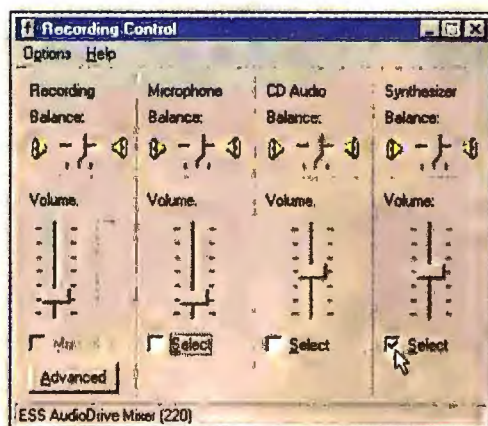 Recording Control
Options Help
Recording Microphone CD Audio Synthesizer
Balance: Balance: Balance: Balance:
Volume: Volume: Volume: Volume:
Select Select Select
Advanced
ESS AudioDrive Mixer (220)